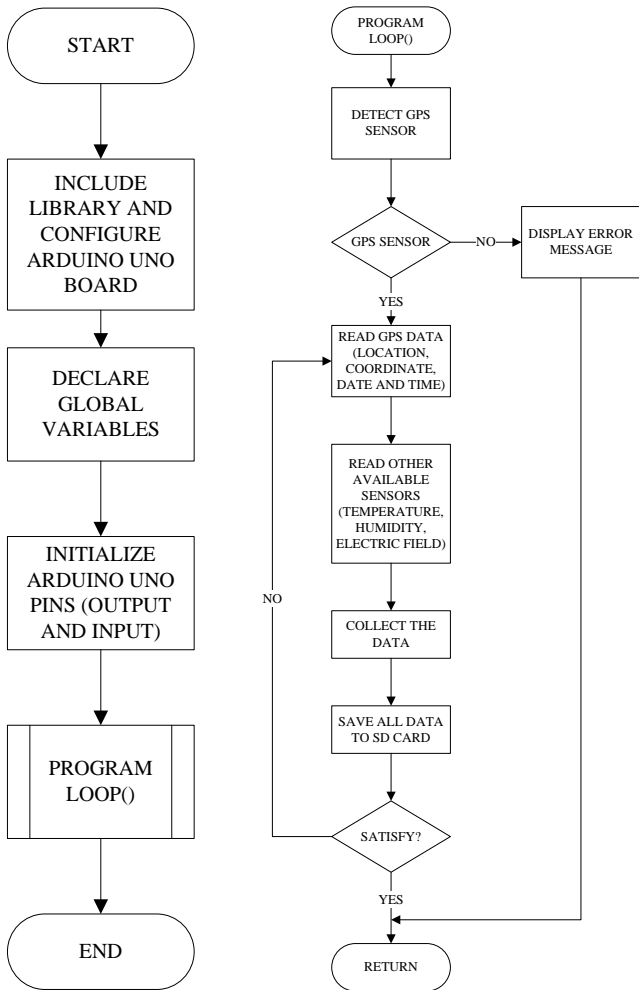 START
INCLUDE
LIBRARY AND
CONFIGURE
ARDUINO UNO
BOARD
DECLARE
GLOBAL
VARIABLES
INITIALIZE
ARDUINO UNO
PINS (OUTPUT
AND INPUT)
PROGRAM
LOOP()
END
PROGRAM
LOOP()
DETECT GPS
SENSOR
GPS SENSOR
NO
DISPLAY ERROR
MESSAGE
YES
READ GPS DATA
(LOCATION,
COORDINATE,
DATE AND TIME)
READ OTHER
AVAILABLE
SENSORS
(TEMPERATURE,
HUMIDITY,
ELECTRIC FIELD)
NO
COLLECT THE
DATA
SAVE ALL DATA
TO SD CARD
SATISFY?
YES
RETURN